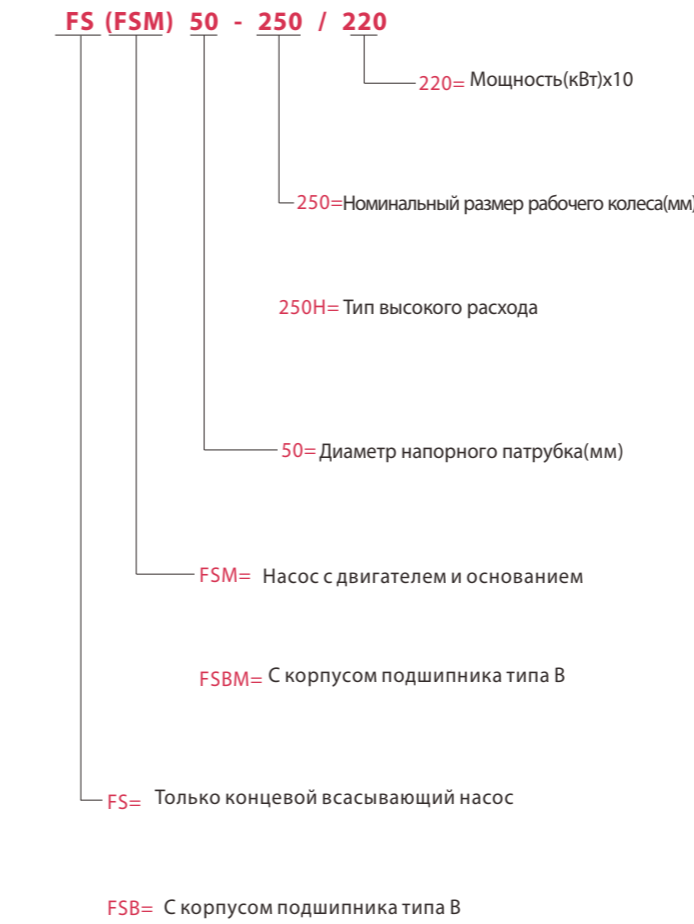 FS (FSM) 50 - 250 / 220
220= Мощность(кВт)x10
250=Номинальный размер рабочего колеса(мм)
250H= Тип высокого расхода
50= Диаметр напорного патрубка(мм)
FSM= Насос с двигателем и основанием
FSBM= С корпусом подшипника типа В
FS= Только концевой всасывающий насос
FSB= С корпусом подшипника типа В